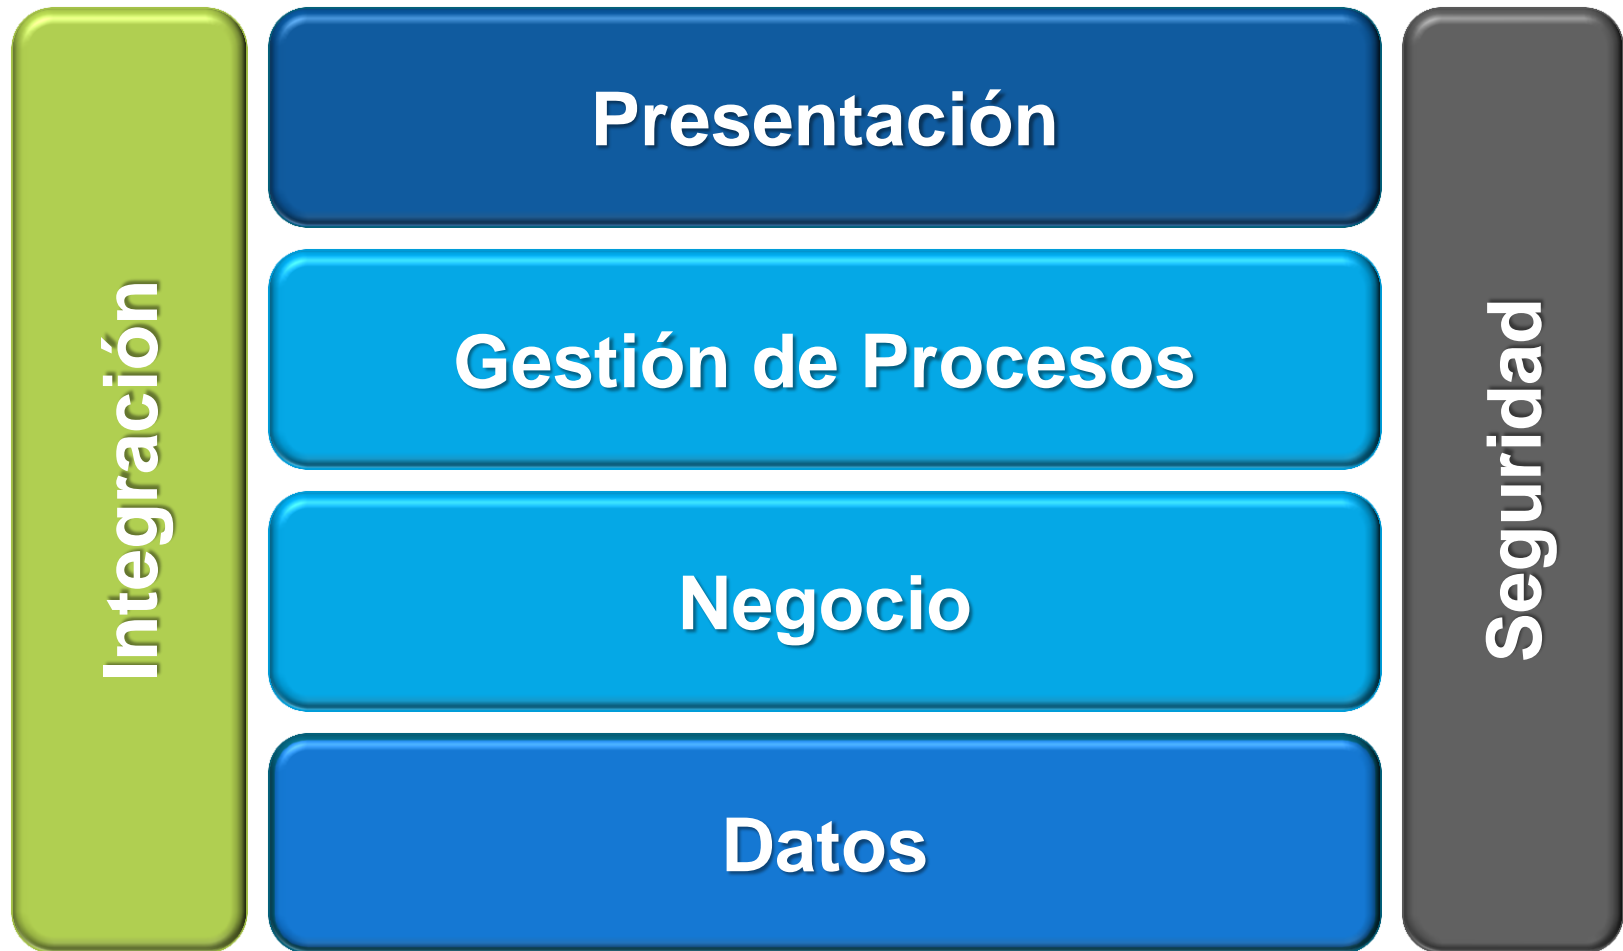 Integración
Presentación
Gestión de Procesos
Negocio
Datos
Seguridad